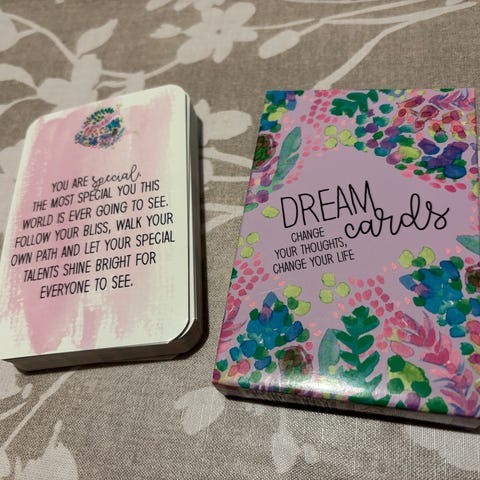 YOU ARE special,
THE MOST SPECIAL YOU THIS
WORLD IS EVER GOING TO SEE.
FOLLOW YOUR BLISS, WALK YOUR
OWN PATH AND LET YOUR SPECIAL
TALENTS SHINE BRIGHT FOR
EVERYONE TO SEE.
DREAM
cards
CHANGE
YOUR THOUGHTS,
CHANGE YOUR LIFE